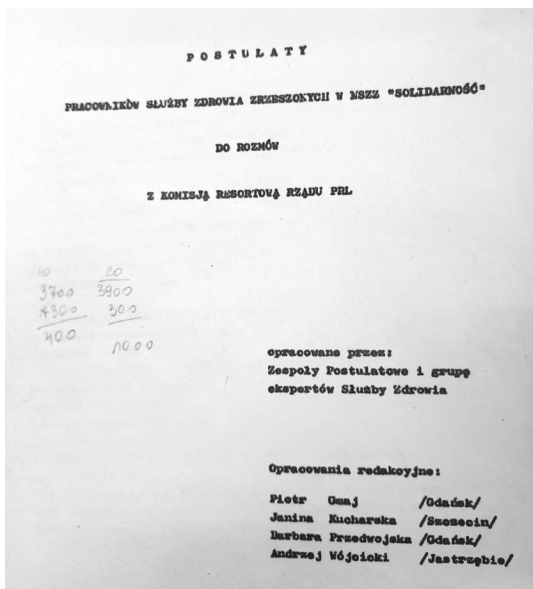 POSTULATY
PRACOWNIKÓW SŁUŻBY ZDROWIA ZRZESZONYCH W NSZZ "SOLIDARNOŚĆ"
DO ROZMÓW
Z KOMISJĄ RESORTOWĄ RZĄDU PRL
10 20
3700 3900
4300 300
400
1000
opracowane przez:
Zespoły Postulatowe i grupę
ekspertów Służby Zdrowia
Opracowania redakcyjne:
Piotr Gmaj /Gdańsk/
Janina Kucharska /Szczecin/
Barbara Przedwojska /Gdańsk/
Andrzej Wójcicki /Jastrzębie/